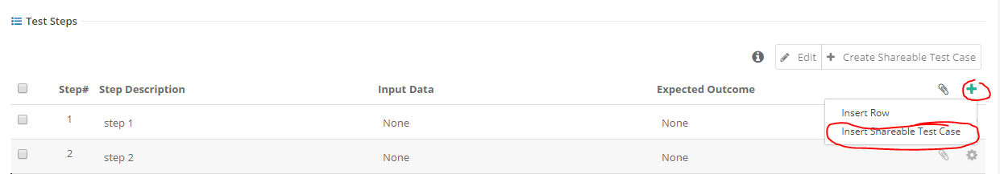 Test Steps
Edit + Create Shareable Test Case
Step# Step Description Input Data Expected Outcome
Insert Row
1 step 1 None None
Insert Shareable Test Case
2 step 2 None None